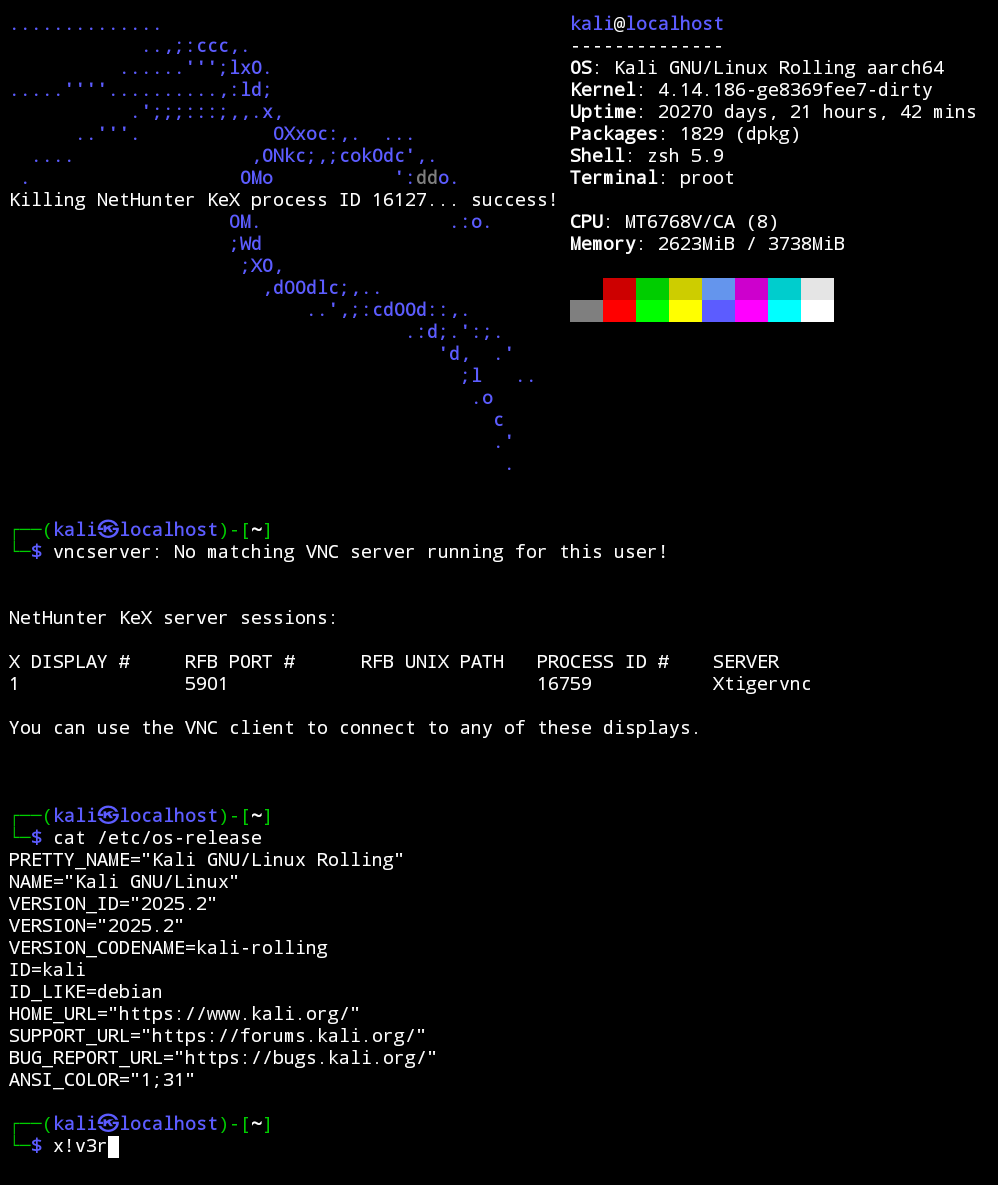 ..............                                     kali@localhost
            ..,;:ccc,.                             --------------
          ......''';lxO.                           OS: Kali GNU/Linux Rolling aarch64
.....''''..........,:ld;                           Kernel: 4.14.186-ge8369fee7-dirty
           .';;;:::;,,.x,                          Uptime: 20270 days, 21 hours, 42 mins
      ..'''.            OXxoc:,.  ...              Packages: 1829 (dpkg)
  ....                ,ONkc;,;cokOdc',.            Shell: zsh 5.9
 .                   OMo           ':ddo.          Terminal: proot
Killing NetHunter KeX process ID 16127... success!
                    OM.                 .:o.       CPU: MT6768V/CA (8)
                    ;Wd                            Memory: 2623MiB / 3738MiB
                     ;XO,
                       ,dOOdlc;,..
                           ..',;:cdOOd::,.
                                    .:d;.':;.
                                       'd,  .'
                                         ;l   ..
                                          .o
                                            c
                                            .'
                                             .
┌──(kali㉿localhost)-[~]
└─$ vncserver: No matching VNC server running for this user!
NetHunter KeX server sessions:
X DISPLAY #     RFB PORT #      RFB UNIX PATH   PROCESS ID #    SERVER
1               5901                            16759           Xtigervnc
You can use the VNC client to connect to any of these displays.
┌──(kali㉿localhost)-[~]
└─$ cat /etc/os-release
PRETTY_NAME="Kali GNU/Linux Rolling"
NAME="Kali GNU/Linux"
VERSION_ID="2025.2"
VERSION="2025.2"
VERSION_CODENAME=kali-rolling
ID=kali
ID_LIKE=debian
HOME_URL="https://www.kali.org/"
SUPPORT_URL="https://forums.kali.org/"
BUG_REPORT_URL="https://bugs.kali.org/"
ANSI_COLOR="1;31"
┌──(kali㉿localhost)-[~]
└─$ x!v3r